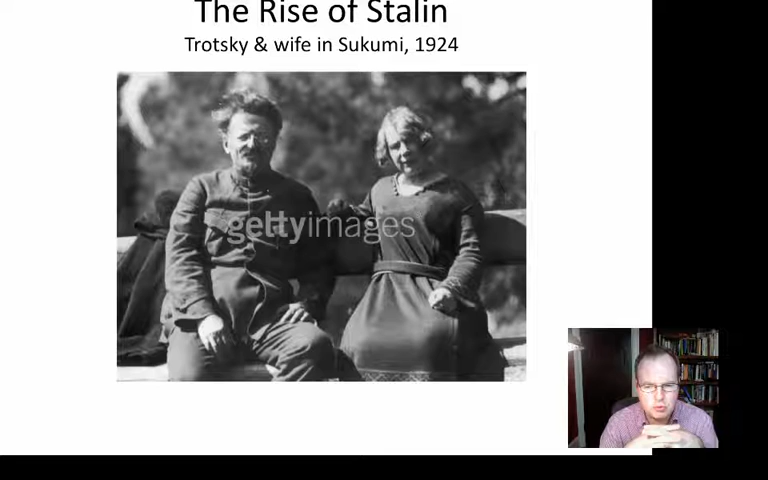 The Rise of Stalin
Trotsky & wife in Sukumi, 1924
gettyimages